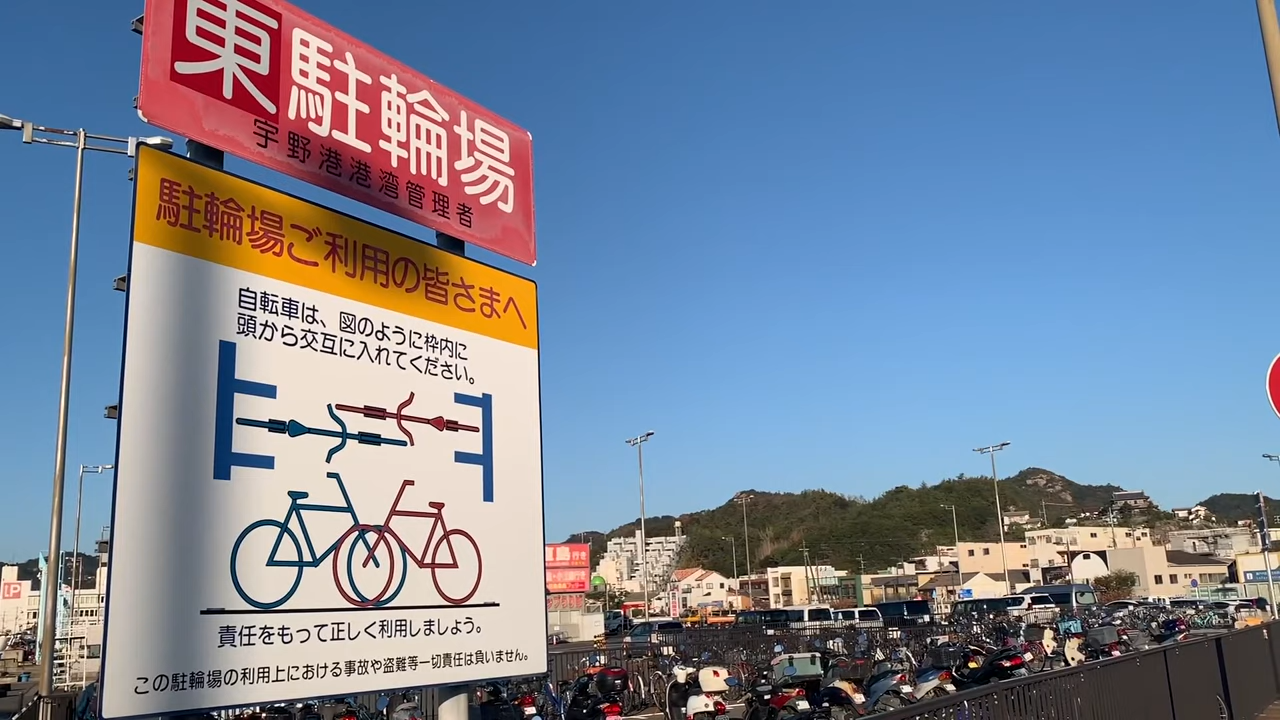 東 駐輪場
宇野港港湾管理者
駐輪場ご利用の皆さまへ
自転車は、図のように枠内に
頭から交互に入れてください。
責任をもって正しく利用しましょう。
この駐輪場の利用上における事故や盗難等一切責任は負いません。
LP